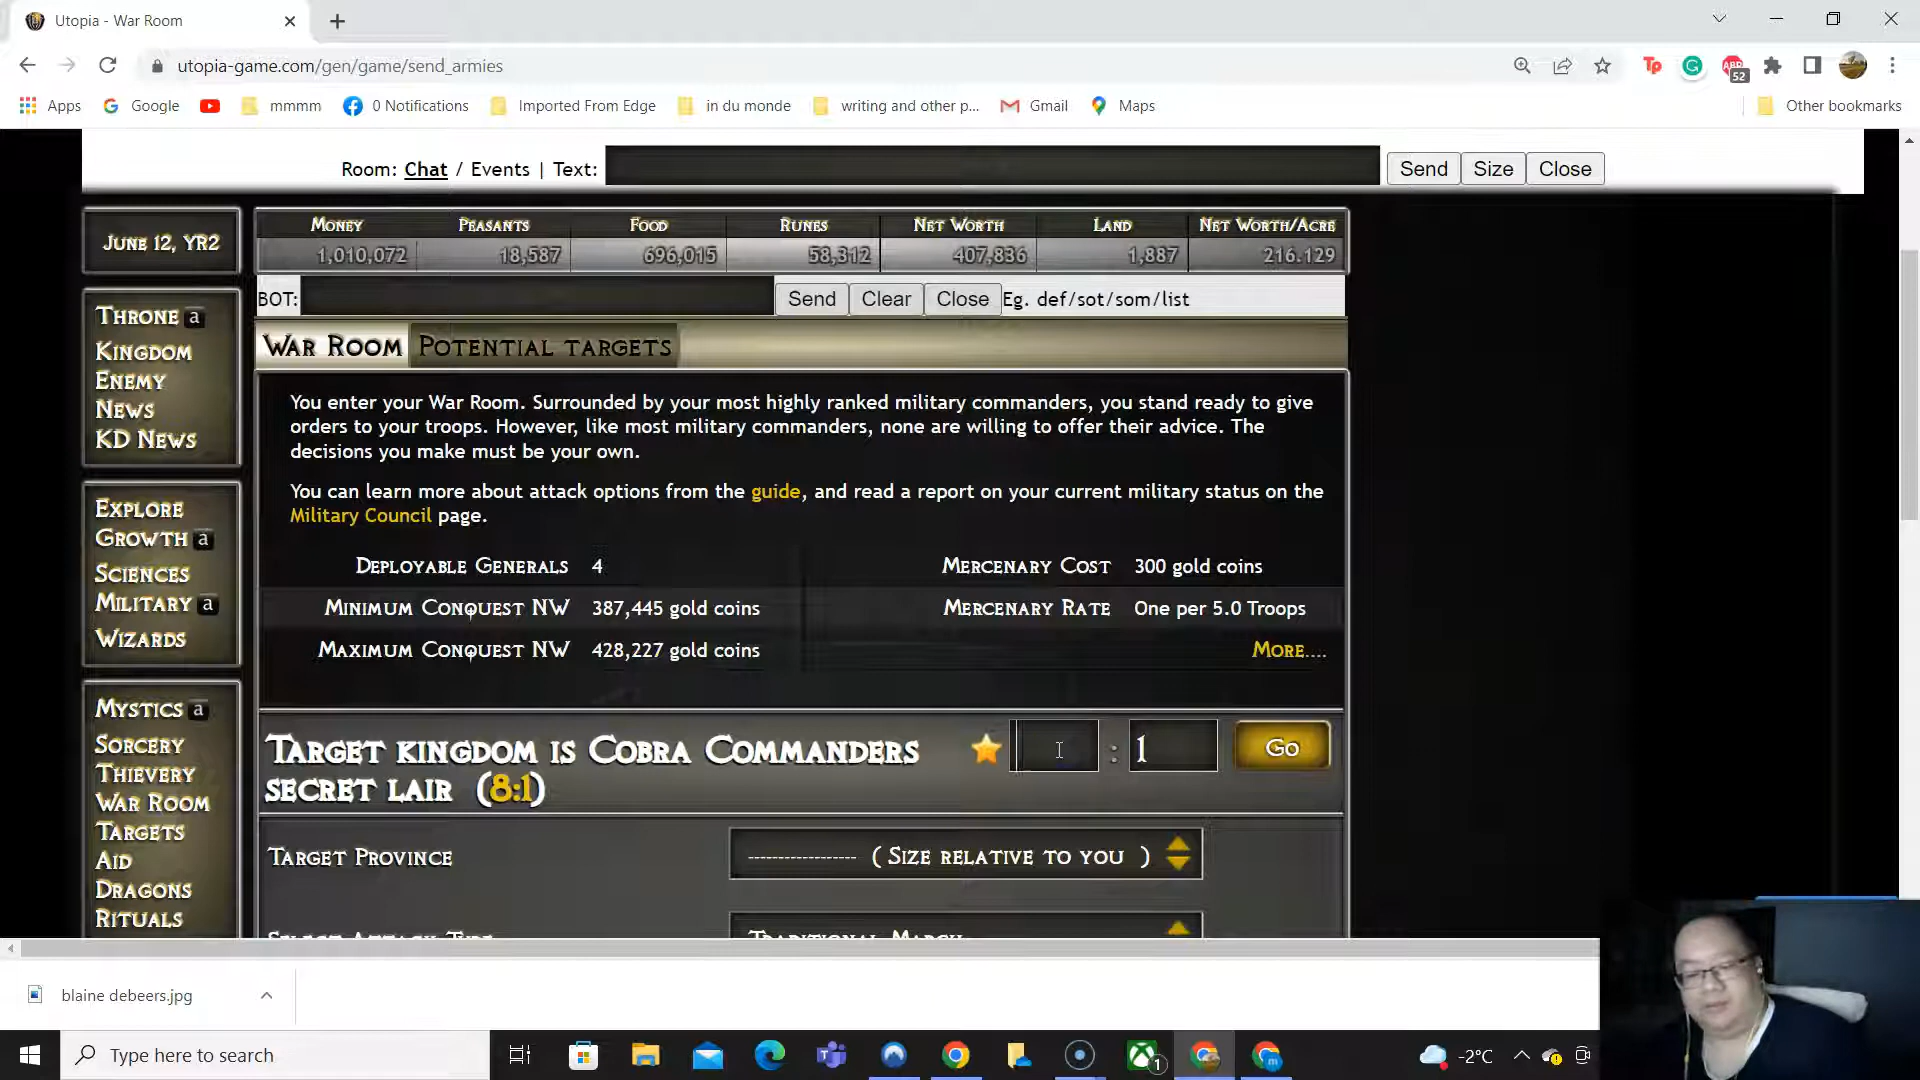 Utopia - War Room
utopia-game.com/gen/game/send_armies
52
Apps Google mmmm 0 Notifications Imported From Edge in du monde writing and other p... Gmail Maps Other bookmarks
Room: Chat / Events | Text: Send Size Close
June 12, YR2
Money Peasants Food Runes Net Worth Land Net Worth/Acre
1,010,072 18,587 696,015 58,312 407,836 1,887 216.129
BOT: Send Clear Close Eg. def/sot/som/list
Throne a
Kingdom
Enemy
News
KD News
Explore
Growth a
Sciences
Military a
Wizards
Mystics a
Sorcery
Thievery
War Room
Targets
Aid
Dragons
Rituals
War Room Potential targets
You enter your War Room. Surrounded by your most highly ranked military commanders, you stand ready to give
orders to your troops. However, like most military commanders, none are willing to offer their advice. The
decisions you make must be your own.
You can learn more about attack options from the guide, and read a report on your current military status on the
Military Council page.
Deployable Generals 4 Mercenary Cost 300 gold coins
Minimum Conquest NW 387,445 gold coins Mercenary Rate One per 5.0 Troops
Maximum Conquest NW 428,227 gold coins More....
Target kingdom is Cobra Commanders
secret lair (8:1)
: 1 Go
Target Province ------------------ ( Size relative to you )
Select Attack Type Traditional March
blaine debeers.jpg
Type here to search
1
-2°C